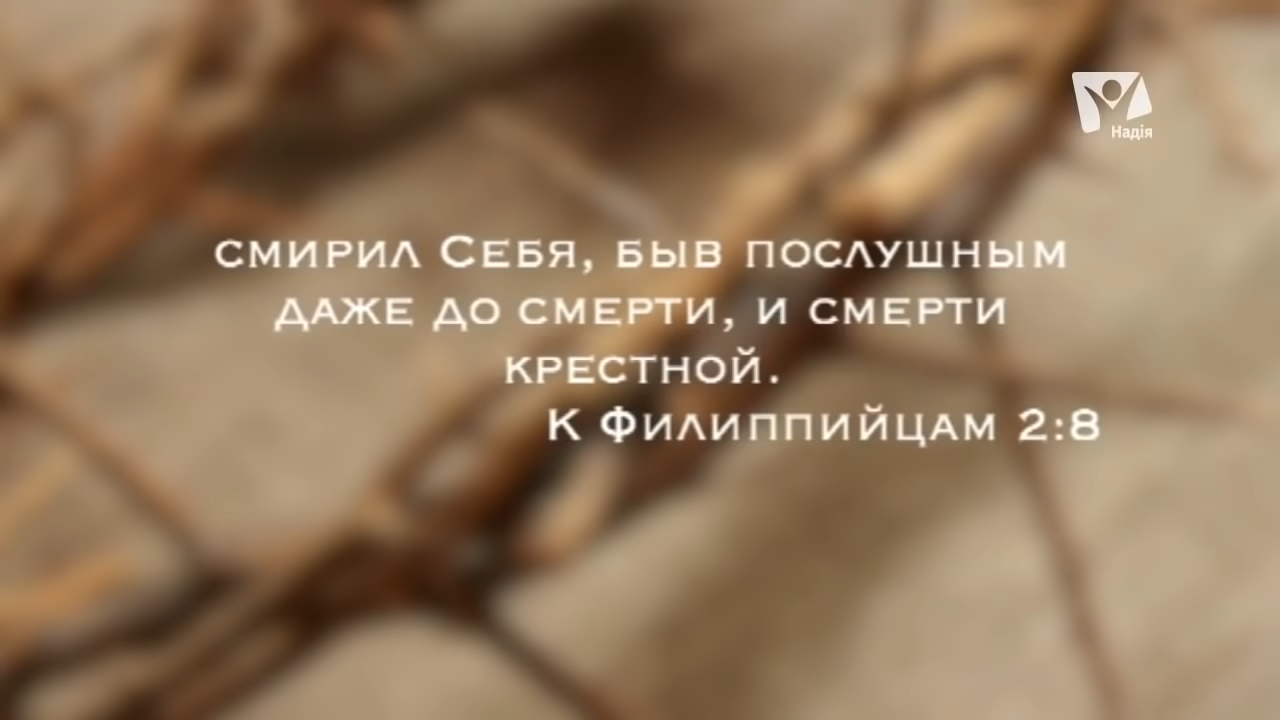 Надія
смирил Себя, быв послушным
даже до смерти, и смерти
крестной.
К Филиппийцам 2:8